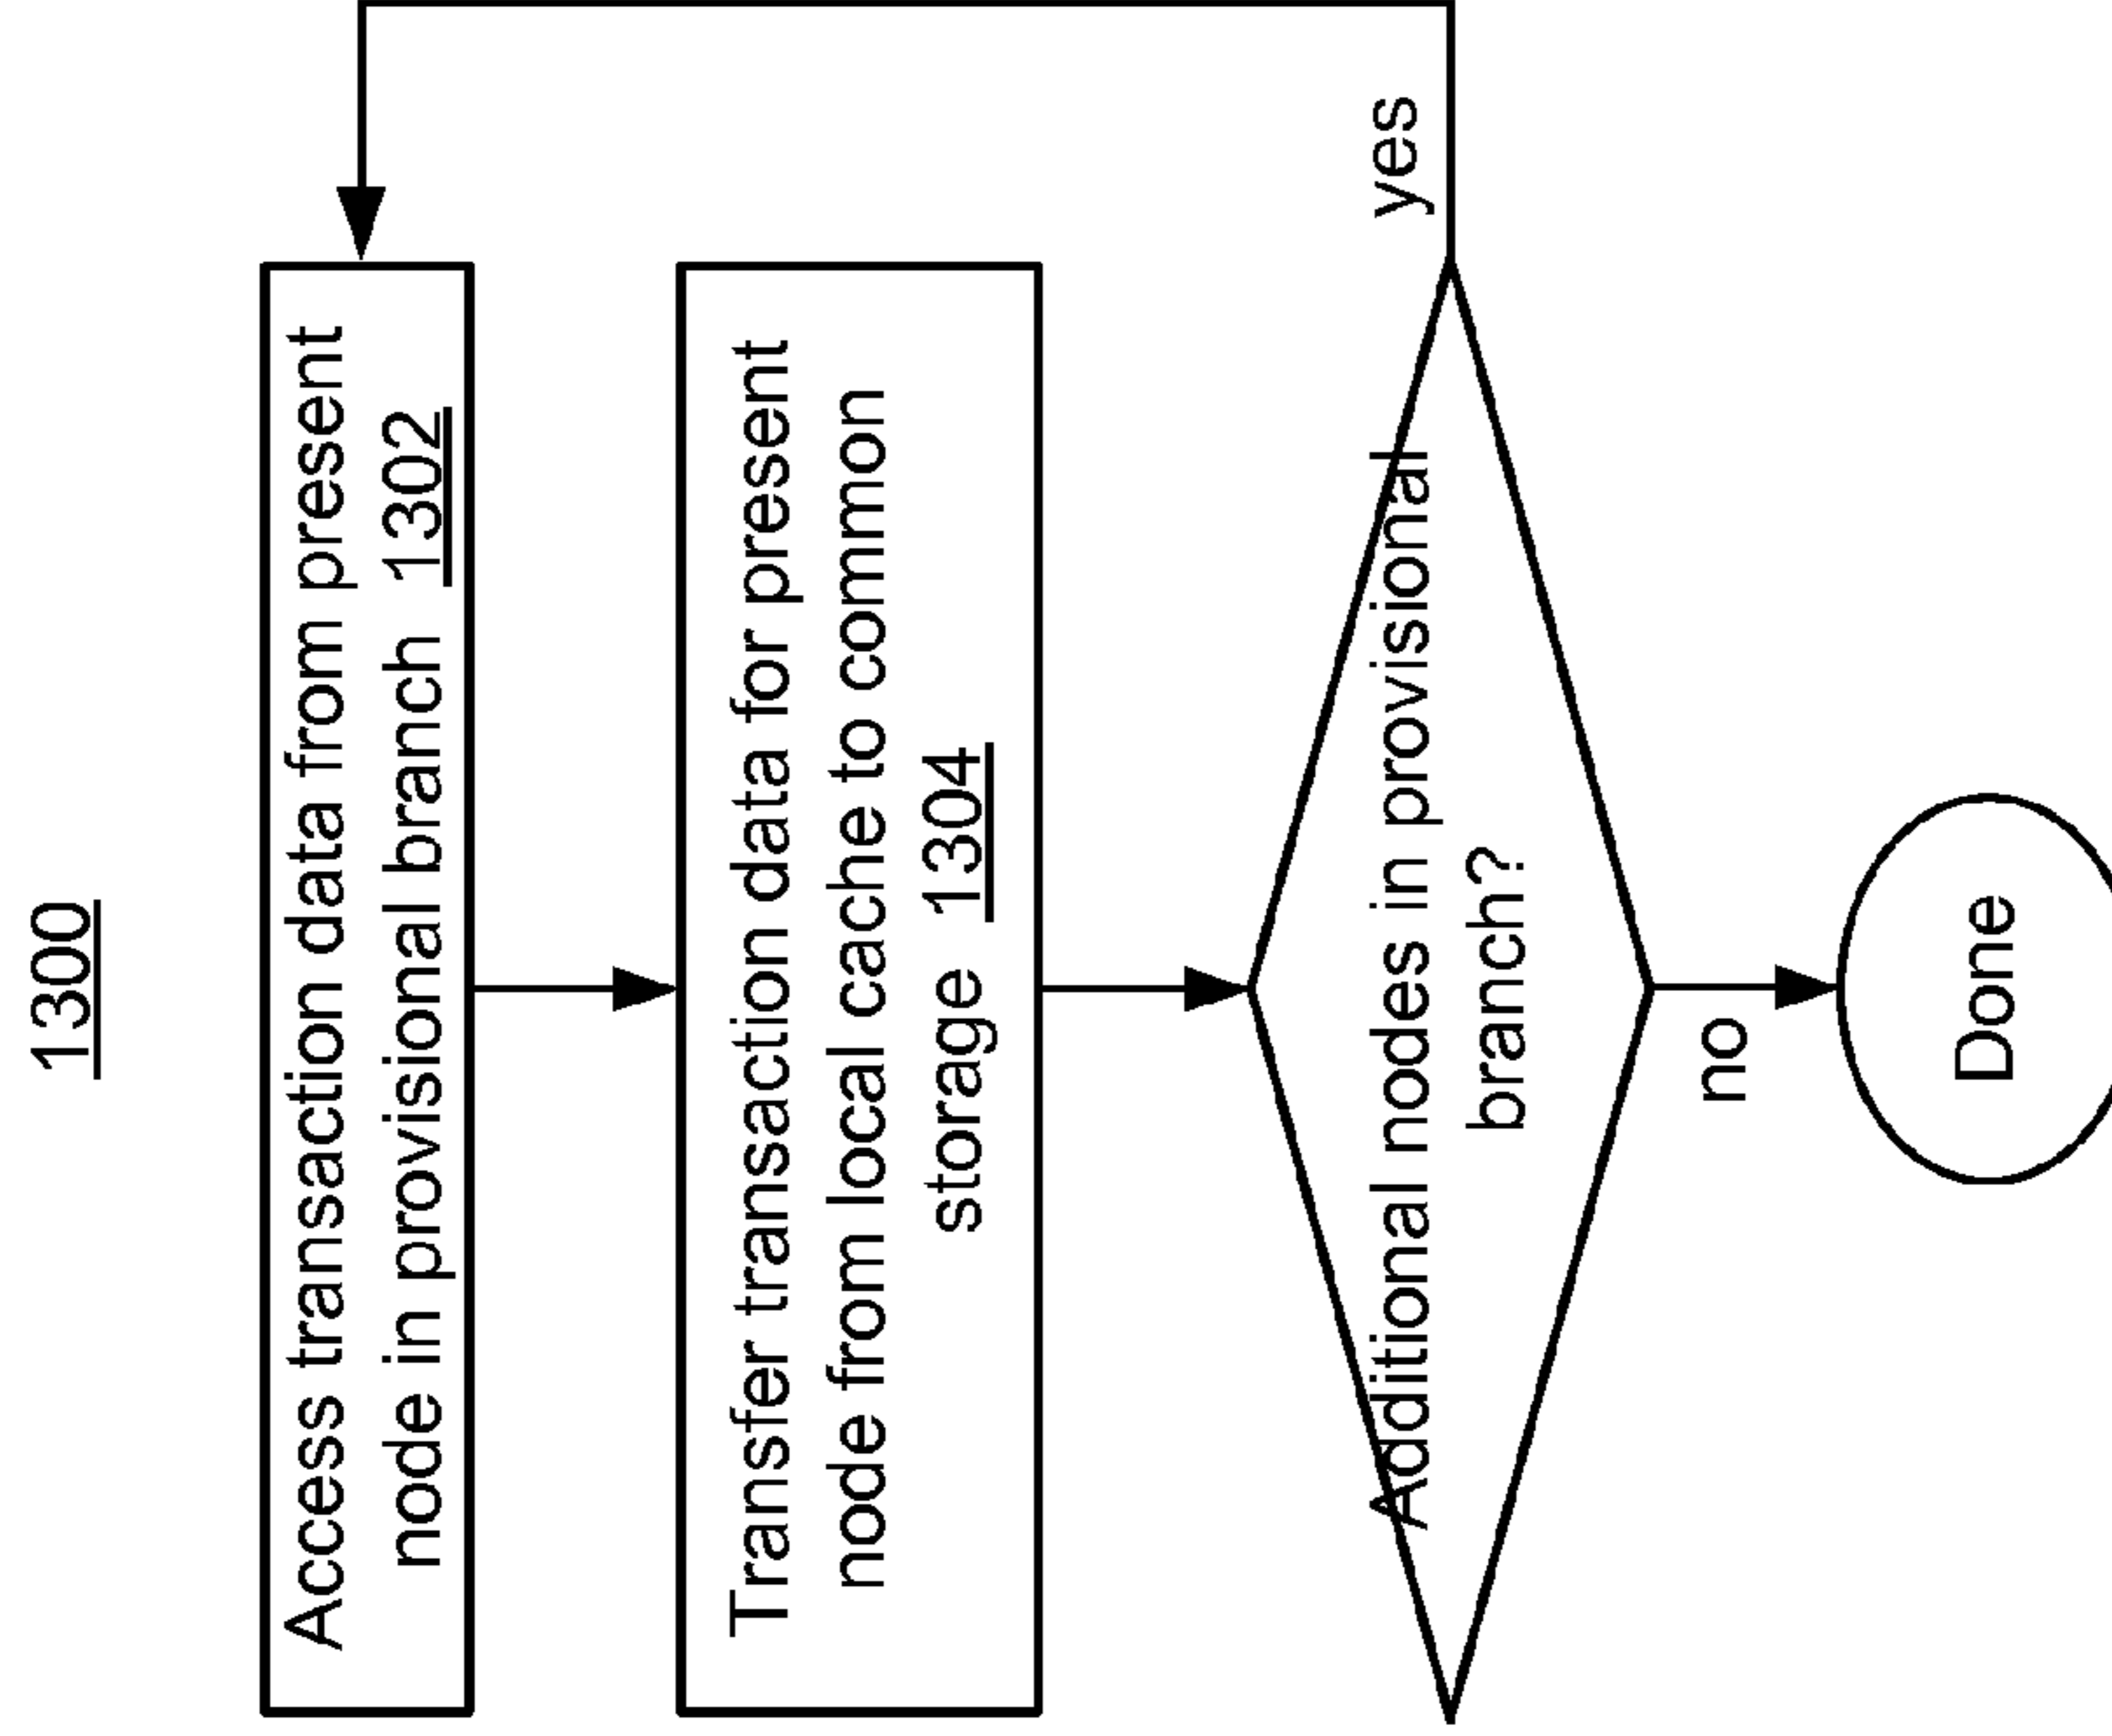 1300
Access transaction data from present
node in provisional branch 1302
Transfer transaction data for present
node from local cache to common
storage 1304
Additional nodes in provisional
branch?
yes
no
Done